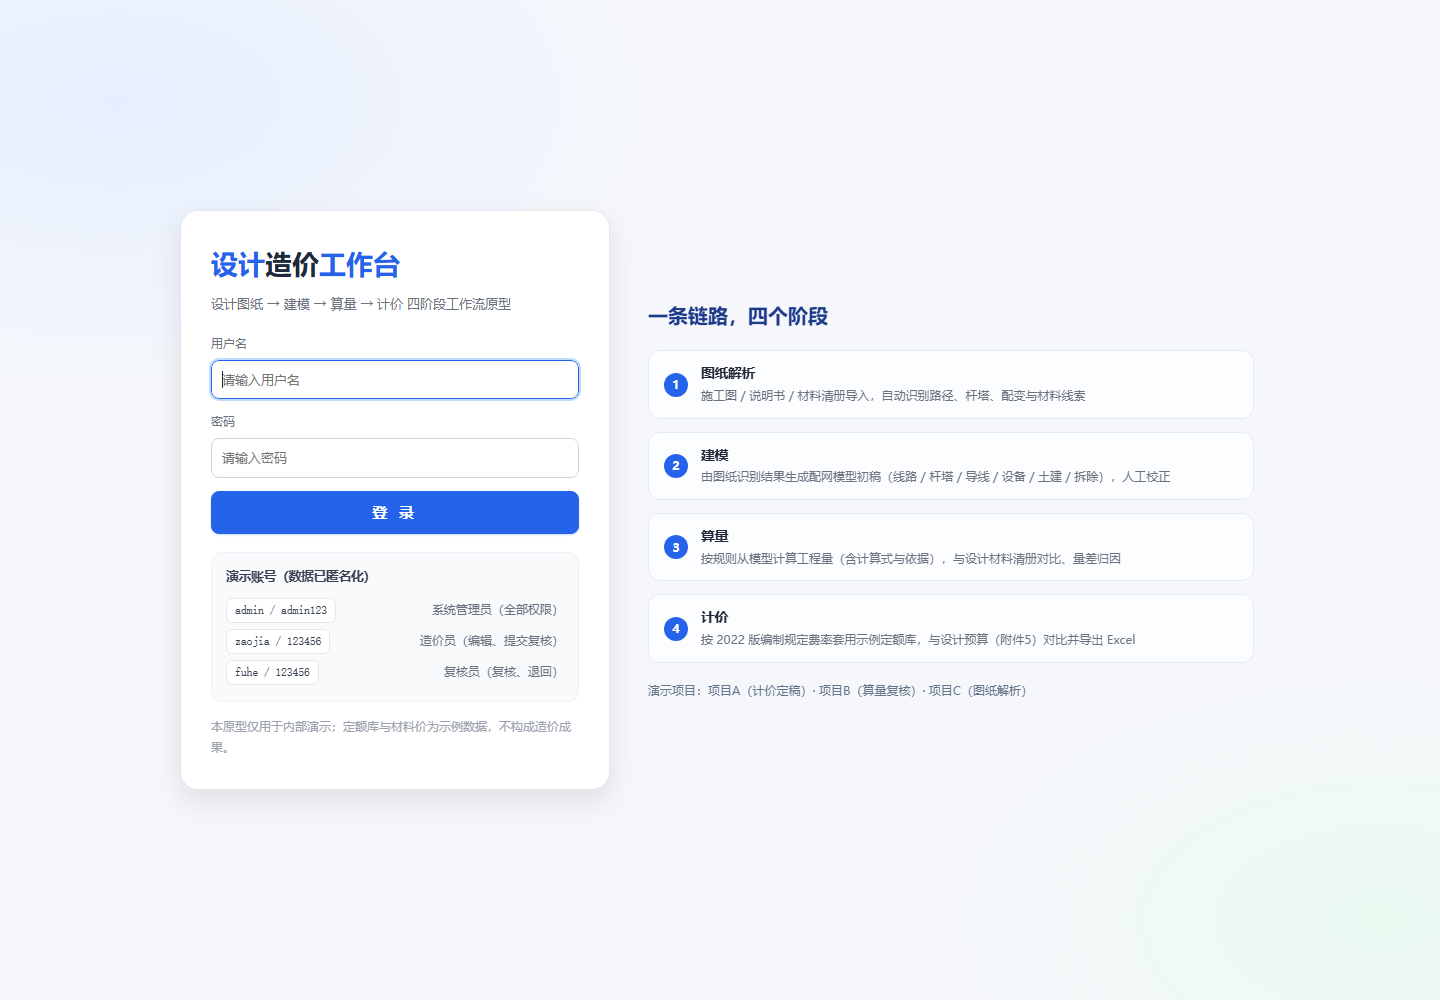 设计造价工作台
设计图纸 → 建模 → 算量 → 计价 四阶段工作流原型
用户名
请输入用户名
密码
请输入密码
登 录
演示账号（数据已匿名化）
admin / admin123 系统管理员（全部权限）
zaojia / 123456 造价员（编辑、提交复核）
fuhe / 123456 复核员（复核、退回）
本原型仅用于内部演示；定额库与材料价为示例数据，不构成造价成
果。
一条链路，四个阶段
1 图纸解析
施工图 / 说明书 / 材料清册导入，自动识别路径、杆塔、配变与材料线索
2 建模
由图纸识别结果生成配网模型初稿（线路 / 杆塔 / 导线 / 设备 / 土建 / 拆除），人工校正
3 算量
按规则从模型计算工程量（含计算式与依据），与设计材料清册对比、量差归因
4 计价
按 2022 版编制规定费率套用示例定额库，与设计预算（附件5）对比并导出 Excel
演示项目：项目A（计价定稿）· 项目B（算量复核）· 项目C（图纸解析）